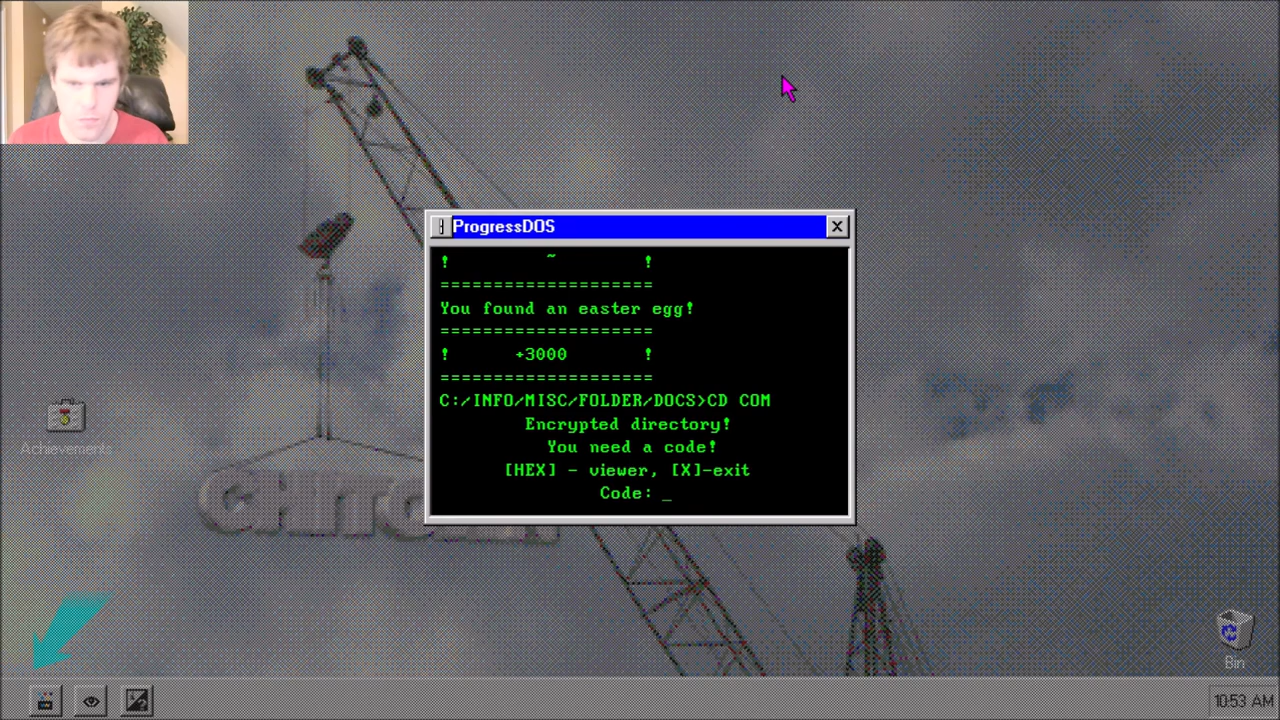 ProgressDOS
! ~ !
====================
You found an easter egg!
====================
! +3000 !
====================
C:/INFO/MISC/FOLDER/DOCS>CD COM
Encrypted directory!
You need a code!
[HEX] - viewer, [X]-exit
Code: _
Achievements
Bin
10:53 AM